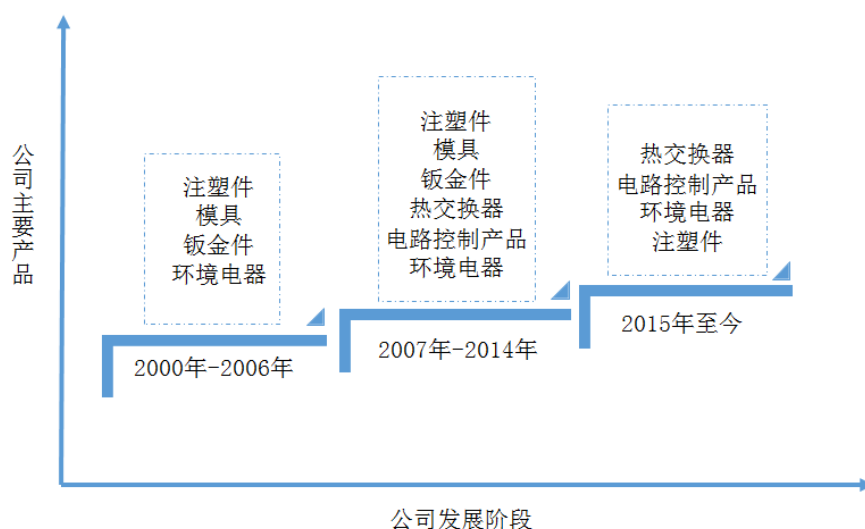 公司主要产品
注塑件
模具
钣金件
环境电器
2000年-2006年
注塑件
模具
钣金件
热交换器
电路控制产品
环境电器
2007年-2014年
热交换器
电路控制产品
环境电器
注塑件
2015年至今
公司发展阶段